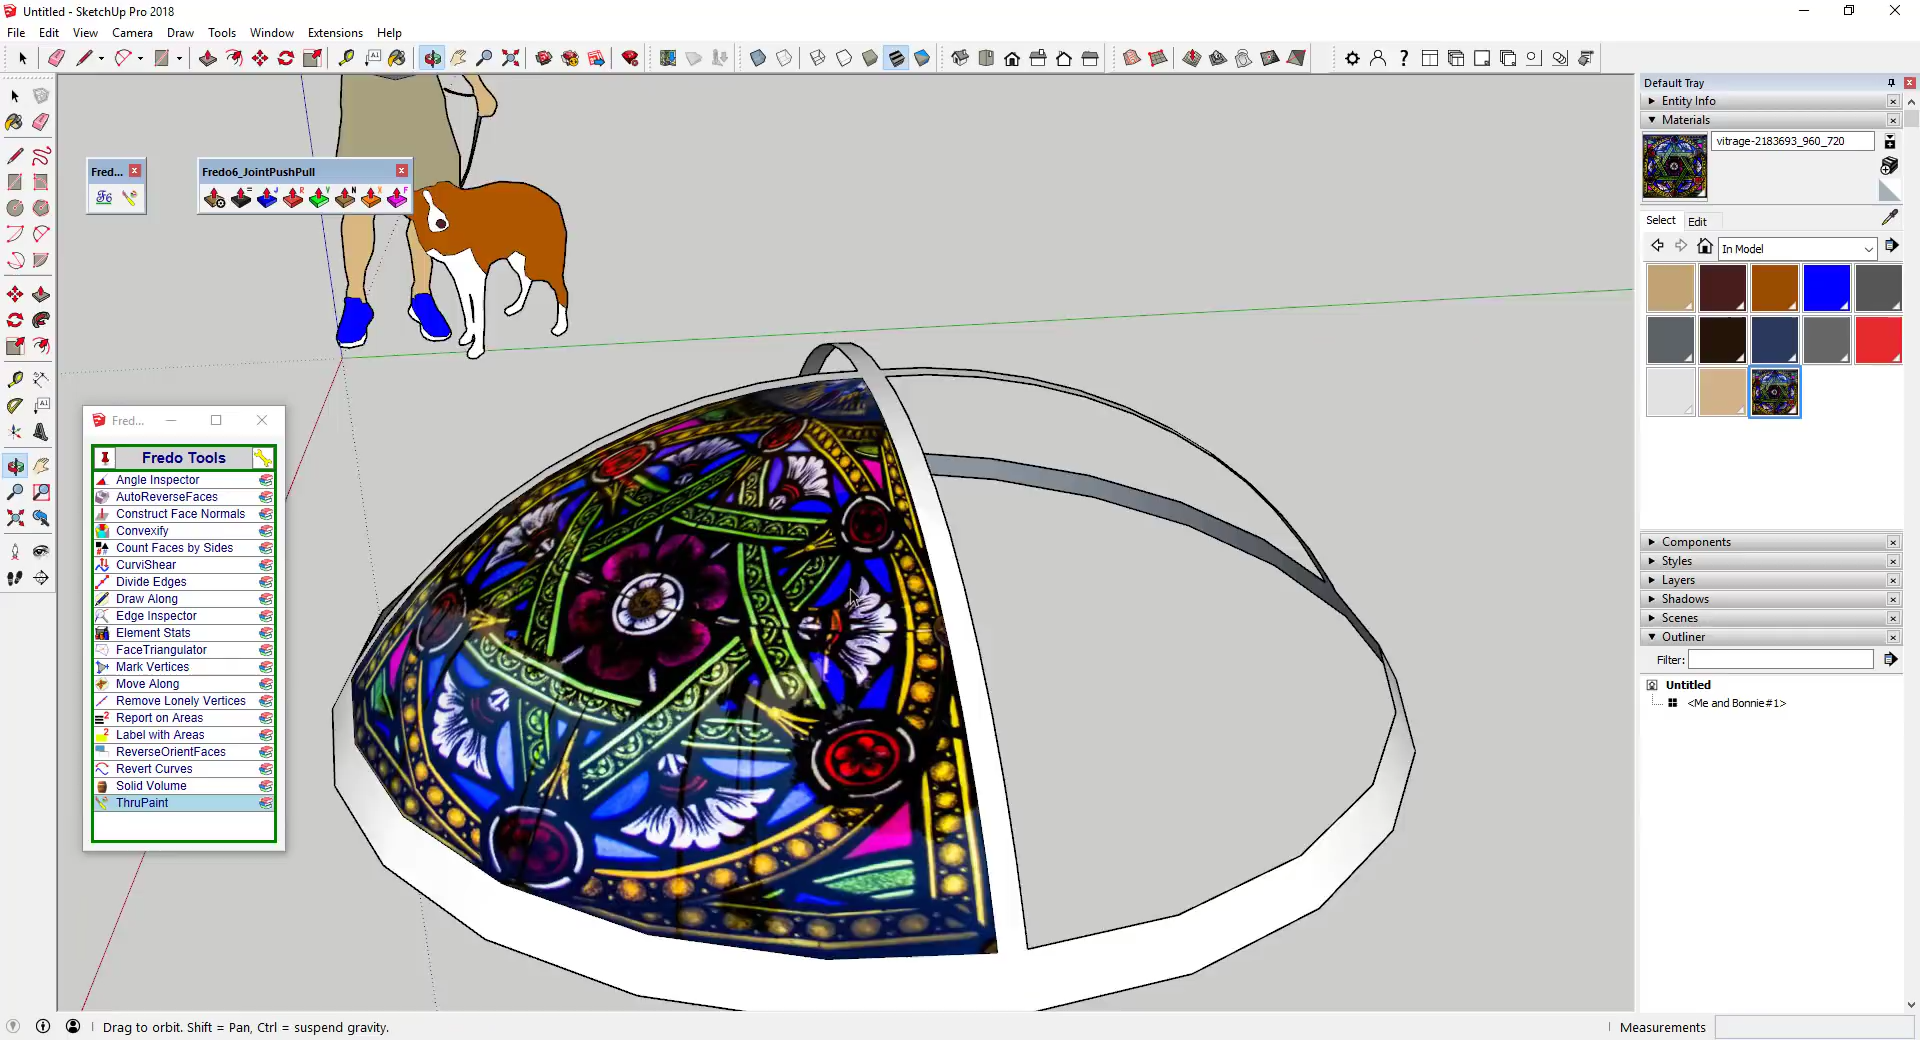 Untitled - SketchUp Pro 2018
File Edit View Camera Draw Tools Window Extensions Help
Fred...
Fredo6_JointPushPull
Fred...
Fredo Tools
Angle Inspector
AutoReverseFaces
Construct Face Normals
Convexify
Count Faces by Sides
CurviShear
Divide Edges
Draw Along
Edge Inspector
Element Stats
FaceTriangulator
Mark Vertices
Move Along
Remove Lonely Vertices
Report on Areas
Label with Areas
ReverseOrientFaces
Revert Curves
Solid Volume
ThruPaint
Default Tray
Entity Info
Materials
vitrage-2183693_960_720
Select Edit
In Model
Components
Styles
Layers
Shadows
Scenes
Outliner
Filter:
Untitled
<Me and Bonnie#1>
Drag to orbit. Shift = Pan, Ctrl = suspend gravity.
Measurements